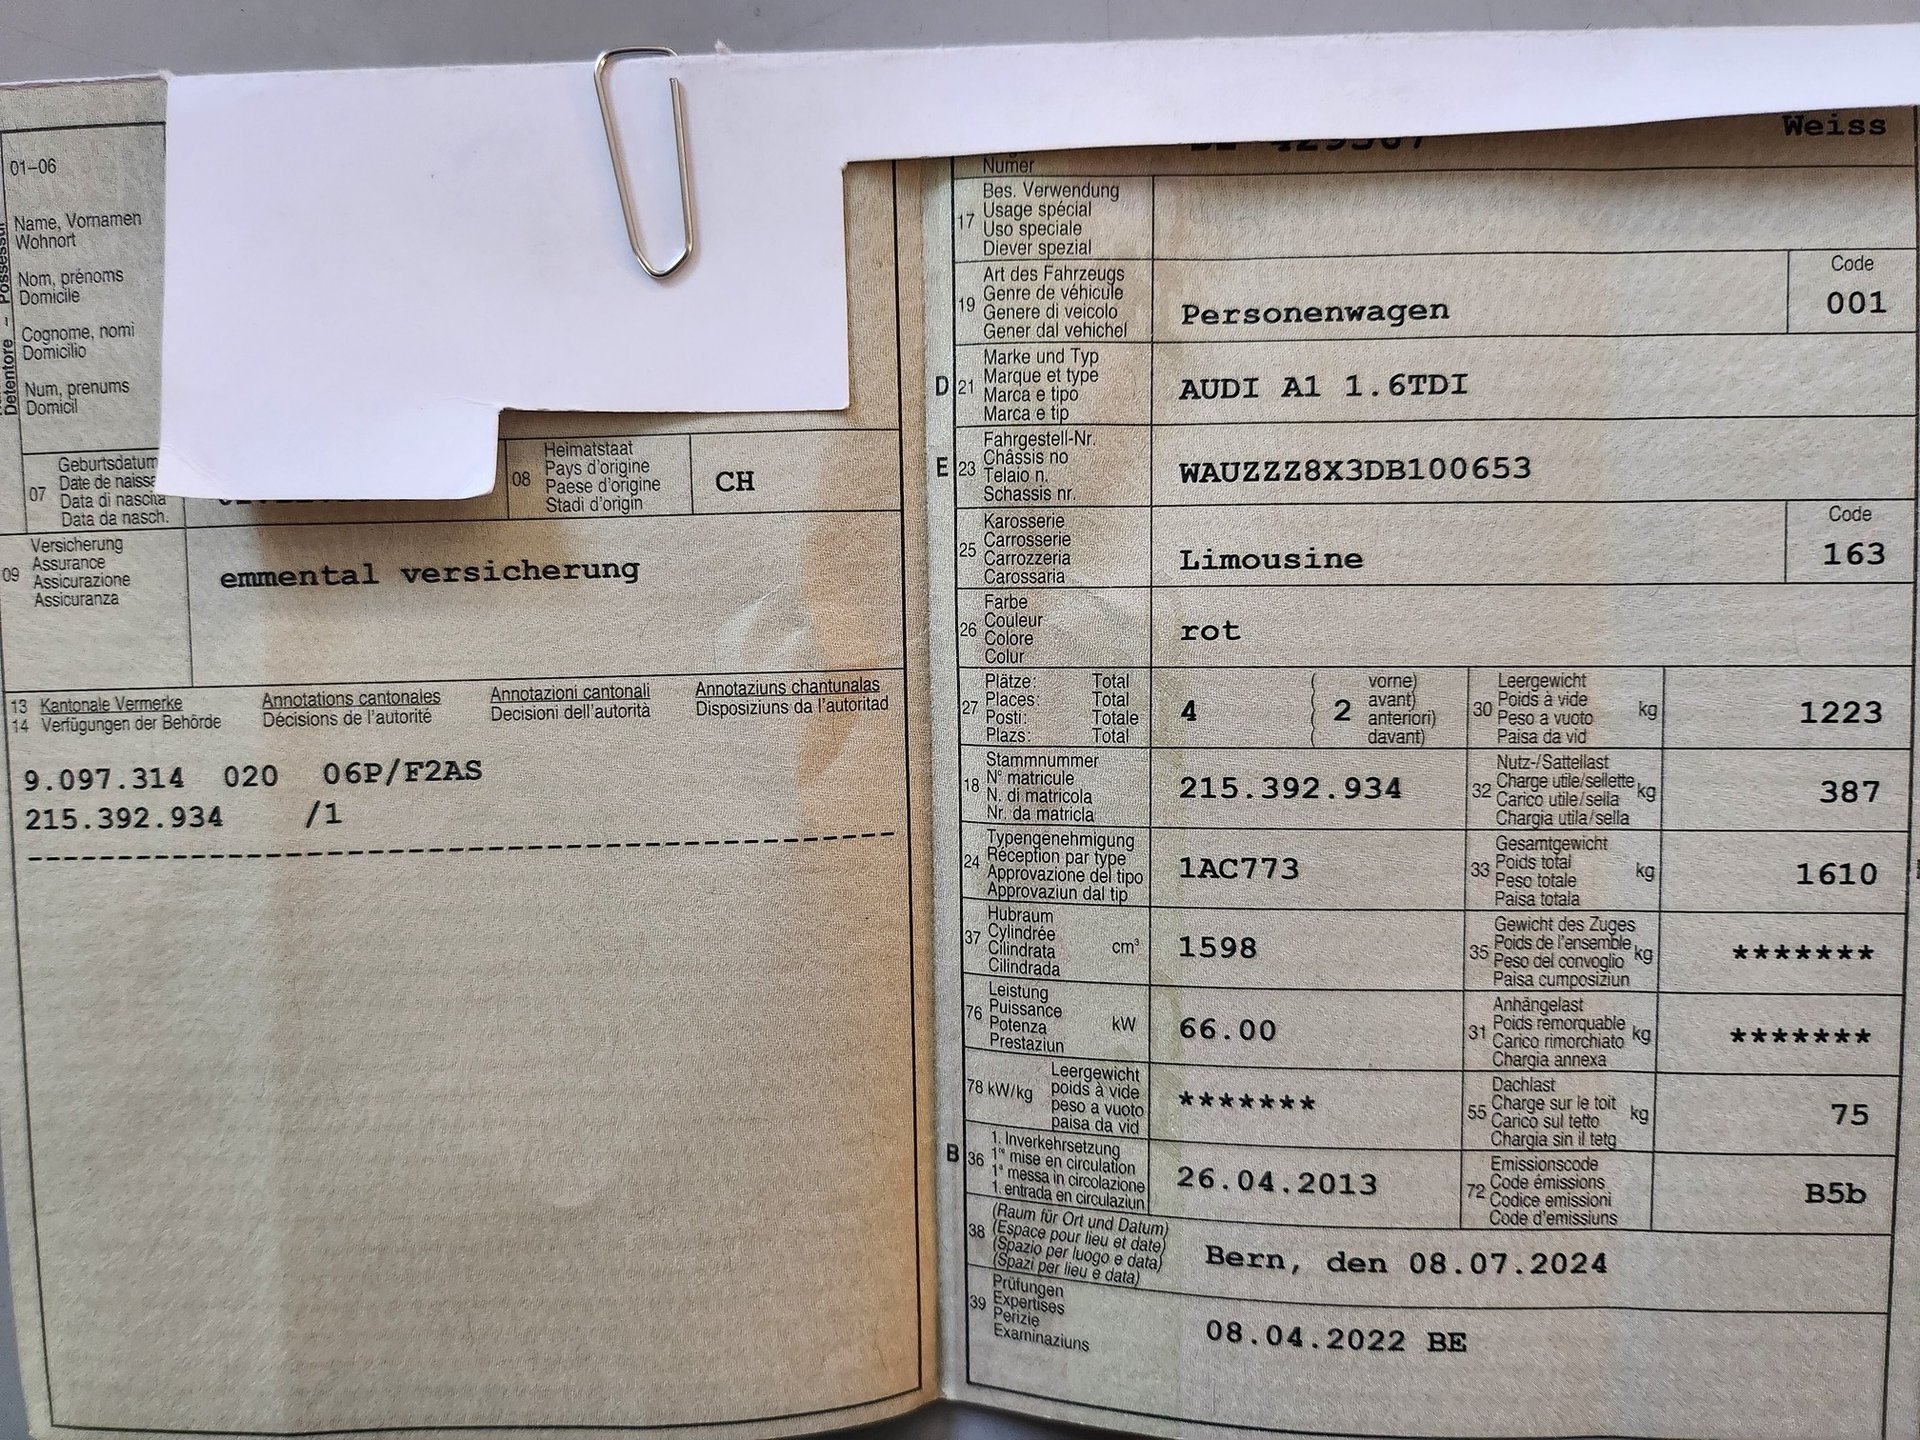 01–06
Name, Vornamen
Wohnort
Nom, prénoms
Domicile
Cognome, nomi
Domicilio
Num, prenums
Domicil
Detentore – Possessur
07
Geburtsdatum
Date de naissa
Data di nascita
Data da nasch.
08
Heimatstaat
Pays d'origine
Paese d'origine
Stadi d'origin
CH
09
Versicherung
Assurance
Assicurazione
Assicuranza
emmental versicherung
13 Kantonale Vermerke Annotations cantonales Annotazioni cantonali Annotaziuns chantunalas
14 Verfügungen der Behörde Décisions de l'autorité Decisioni dell'autorità Disposiziuns da l'autoritad
9.097.314 020 06P/F2AS
215.392.934 /1
Weiss
Numer
17
Bes. Verwendung
Usage spécial
Uso speciale
Diever spezial
19
Art des Fahrzeugs
Genre de véhicule
Genere di veicolo
Gener dal vehichel
Personenwagen
Code
001
D 21
Marke und Typ
Marque et type
Marca e tipo
Marca e tip
AUDI A1 1.6TDI
E 23
Fahrgestell-Nr.
Châssis no
Telaio n.
Schassis nr.
WAUZZZ8X3DB100653
25
Karosserie
Carrosserie
Carrozzeria
Carossaria
Limousine
Code
163
26
Farbe
Couleur
Colore
Colur
rot
27
Plätze: Total
Places: Total
Posti: Totale
Plazs: Total
4
( vorne)
( 2 avant)
( anteriori)
( davant)
30
Leergewicht
Poids à vide
Peso a vuoto
Paisa da vid
kg
1223
18
Stammnummer
N° matricule
N. di matricola
Nr. da matricla
215.392.934
32
Nutz-/Sattellast
Charge utile/sellette
Carico utile/sella
Chargia utila/sella
kg
387
24
Typengenehmigung
Réception par type
Approvazione del tipo
Approvaziun dal tip
1AC773
33
Gesamtgewicht
Poids total
Peso totale
Paisa totala
kg
1610
37
Hubraum
Cylindrée
Cilindrata
Cilindrada
cm³
1598
35
Gewicht des Zuges
Poids de l'ensemble
Peso del convoglio
Paisa cumposiziun
kg
*******
76
Leistung
Puissance
Potenza
Prestaziun
kW
66.00
31
Anhängelast
Poids remorquable
Carico rimorchiato
Chargia annexa
kg
*******
78 kW/kg
Leergewicht
poids à vide
peso a vuoto
paisa da vid
*******
55
Dachlast
Charge sur le toit
Carico sul tetto
Chargia sin il tetg
kg
75
B 36
1. Inverkehrsetzung
1re mise en circulation
1a messa in circolazione
1. entrada en circulaziun
26.04.2013
72
Emissionscode
Code émissions
Codice emissioni
Code d'emissiuns
B5b
38
(Raum für Ort und Datum)
(Espace pour lieu et date)
(Spazio per luogo e data)
(Spazi per lieu e data)
Bern, den 08.07.2024
39
Prüfungen
Expertises
Perizie
Examinaziuns
08.04.2022 BE